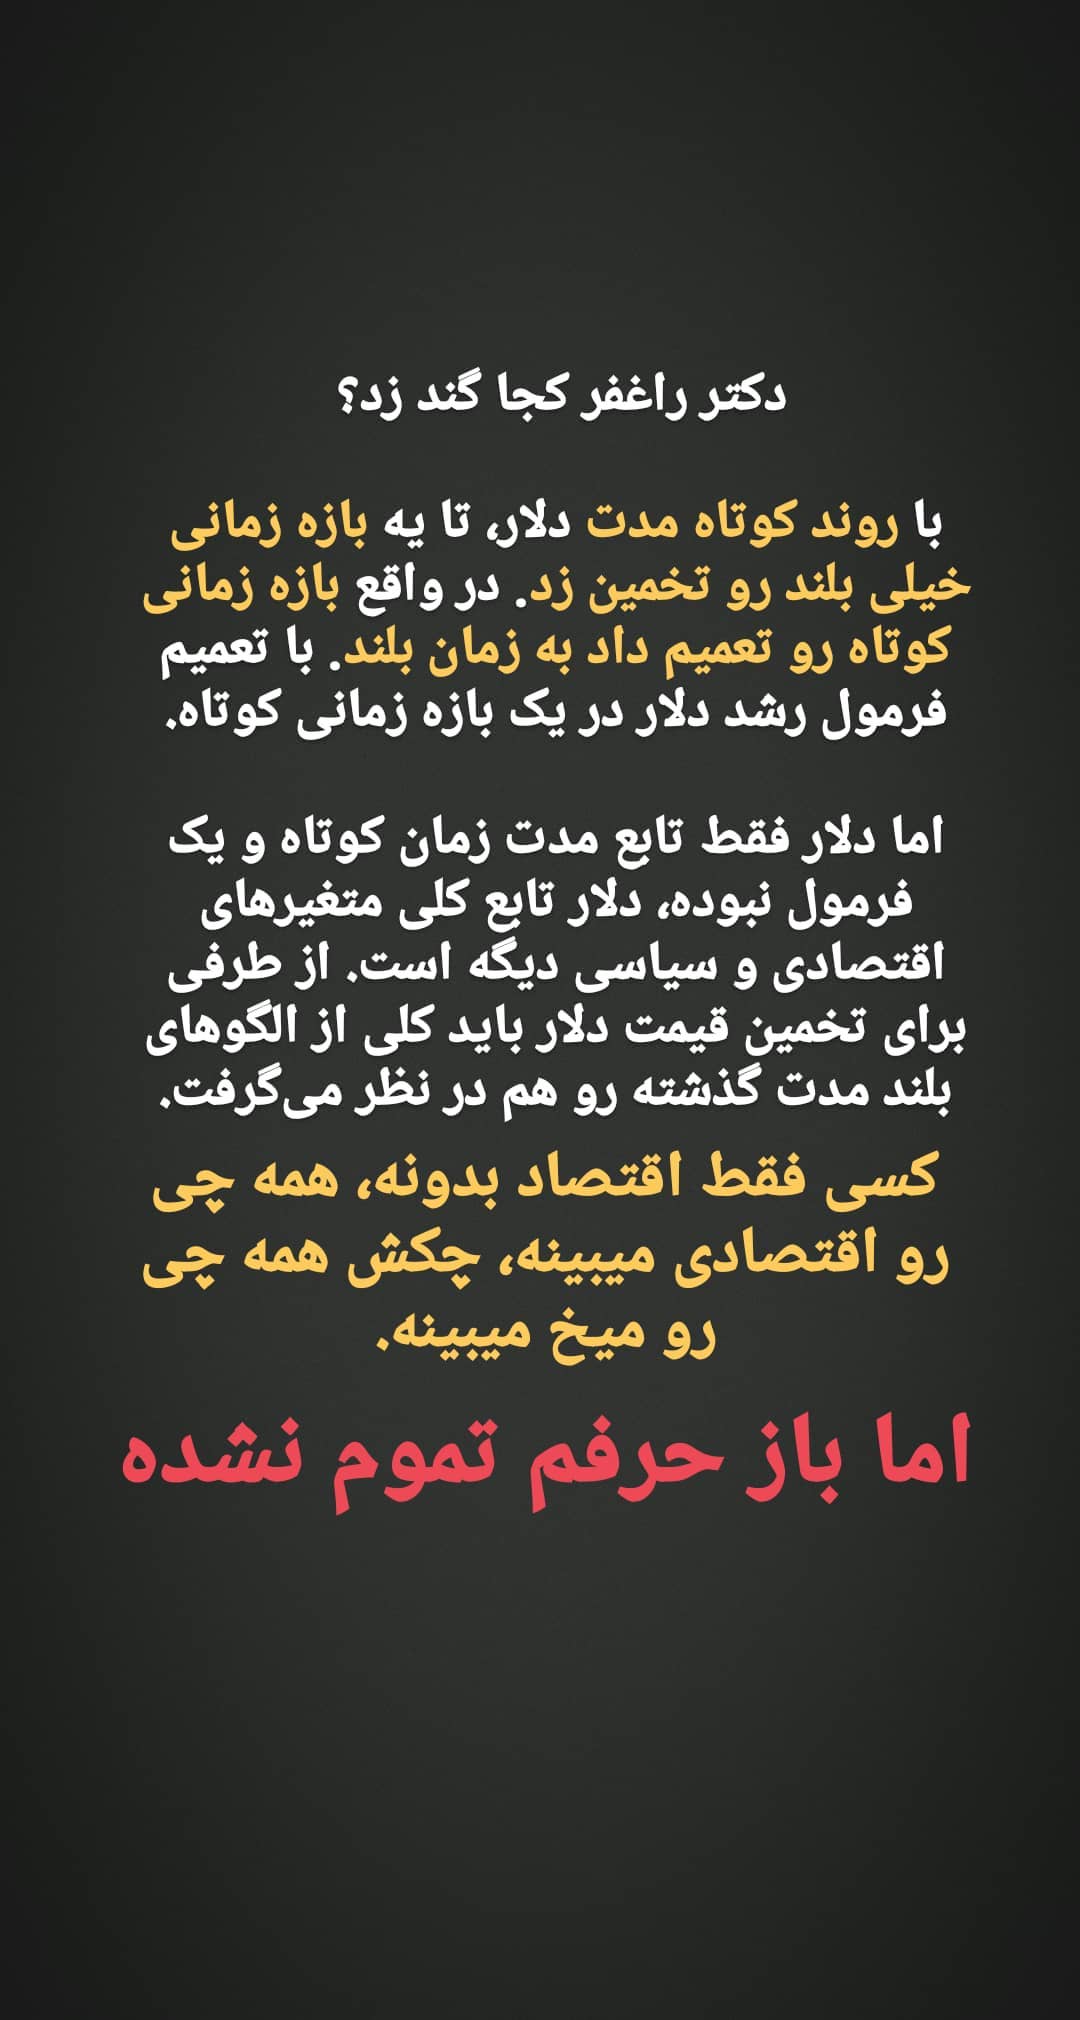 دکتر راغفر کجا گند زد؟
با روند کوتاه مدت دلار، تا یه بازه زمانی
خیلی بلند رو تخمین زد. در واقع بازه زمانی
کوتاه رو تعمیم داد به زمان بلند. با تعمیم
فرمول رشد دلار در یک بازه زمانی کوتاه.
اما دلار فقط تابع مدت زمان کوتاه و یک
فرمول نبوده، دلار تابع کلی متغیرهای
اقتصادی و سیاسی دیگه است. از طرفی
برای تخمین قیمت دلار باید کلی از الگوهای
بلند مدت گذشته رو هم در نظر می‌گرفت.
کسی فقط اقتصاد بدونه، همه چی
رو اقتصادی میبینه، چکش همه چی
رو میخ میبینه.
اما باز حرفم تموم نشده